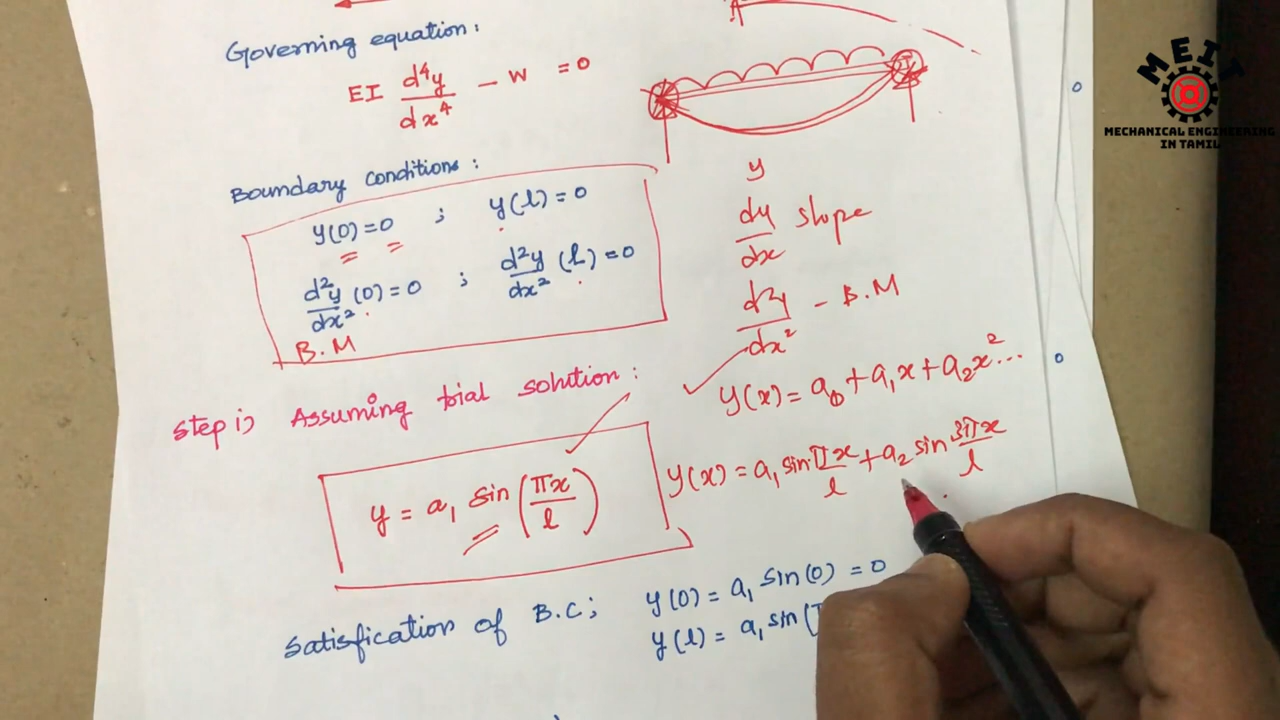 Governing equation:
EI d⁴y/dx⁴ – w = 0
Boundary conditions:
y(0)=0 ; y(l)=0
d²y/dx² (0)=0 ; d²y/dx² (l)=0
B.M
y
dy/dx slope
d²y/dx² – B.M
y(x) = a₀ + a₁x + a₂x²...
Step i) Assuming trial solution:
y = a₁ sin (πx/l)
y(x) = a₁ sin πx/l + a₂ sin 3πx/l
Satisfication of B.C;
y(0) = a₁ sin(0) = 0
y(l) = a₁ sin(
MEIT
MECHANICAL ENGINEERING
IN TAMIL